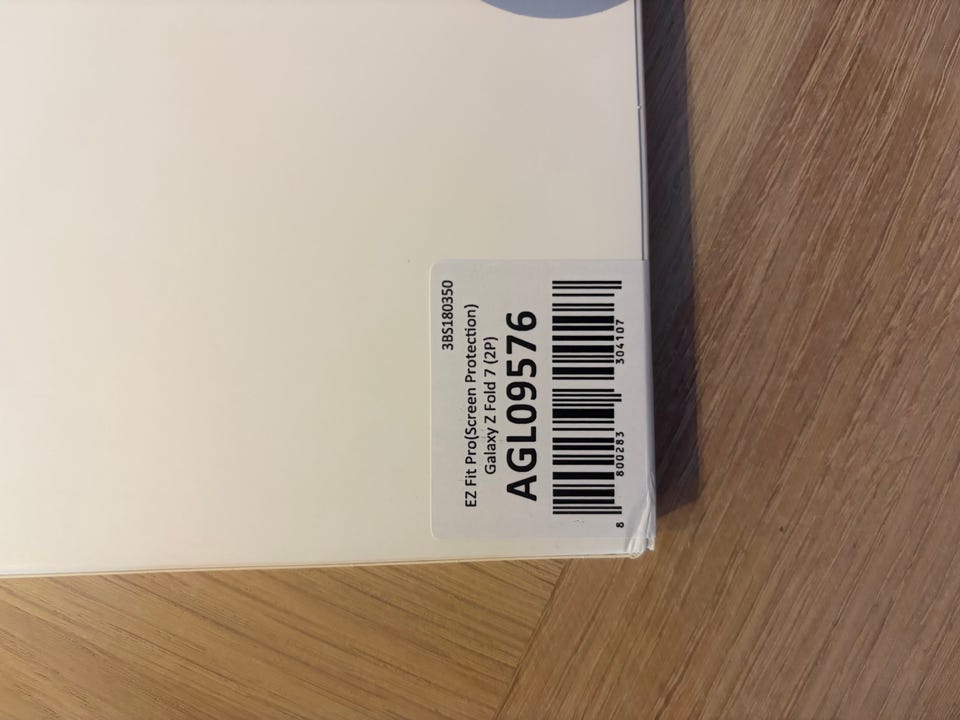 3BS180350
EZ Fit Pro(Screen Protection)
Galaxy Z Fold 7 (2P)
AGL09576
8 800283 304107